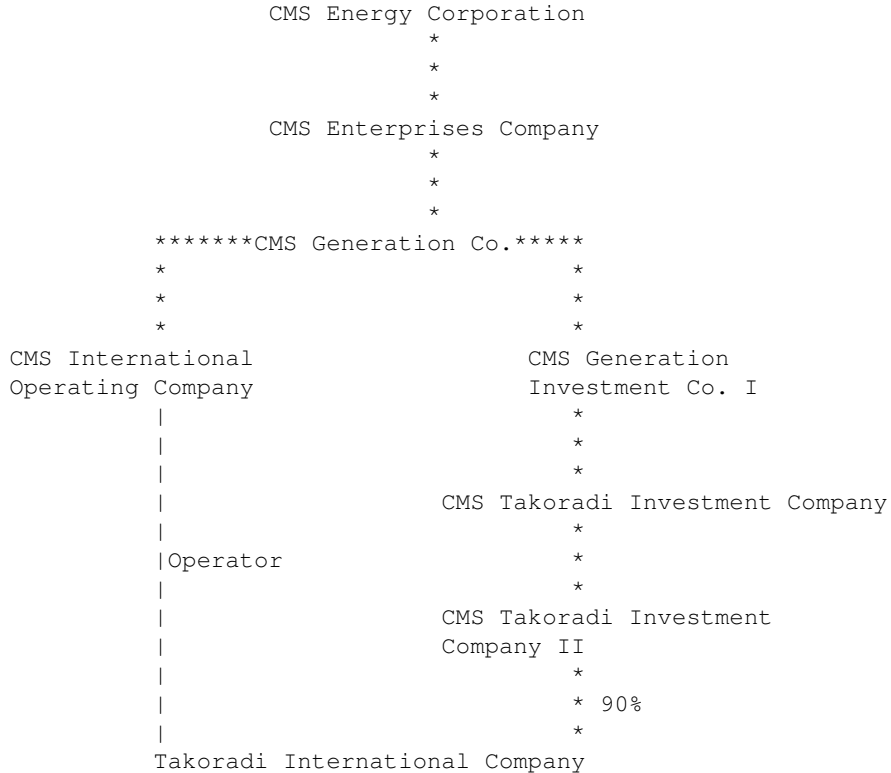 CMS Energy Corporation
*
*
*
CMS Enterprises Company
*
*
*
*******CMS Generation Co.*****
* *
* *
* *
CMS International CMS Generation
Operating Company Investment Co. I
| *
| *
| *
| CMS Takoradi Investment Company
| *
|Operator *
| *
| CMS Takoradi Investment
| Company II
| *
| * 90%
| *
Takoradi International Company